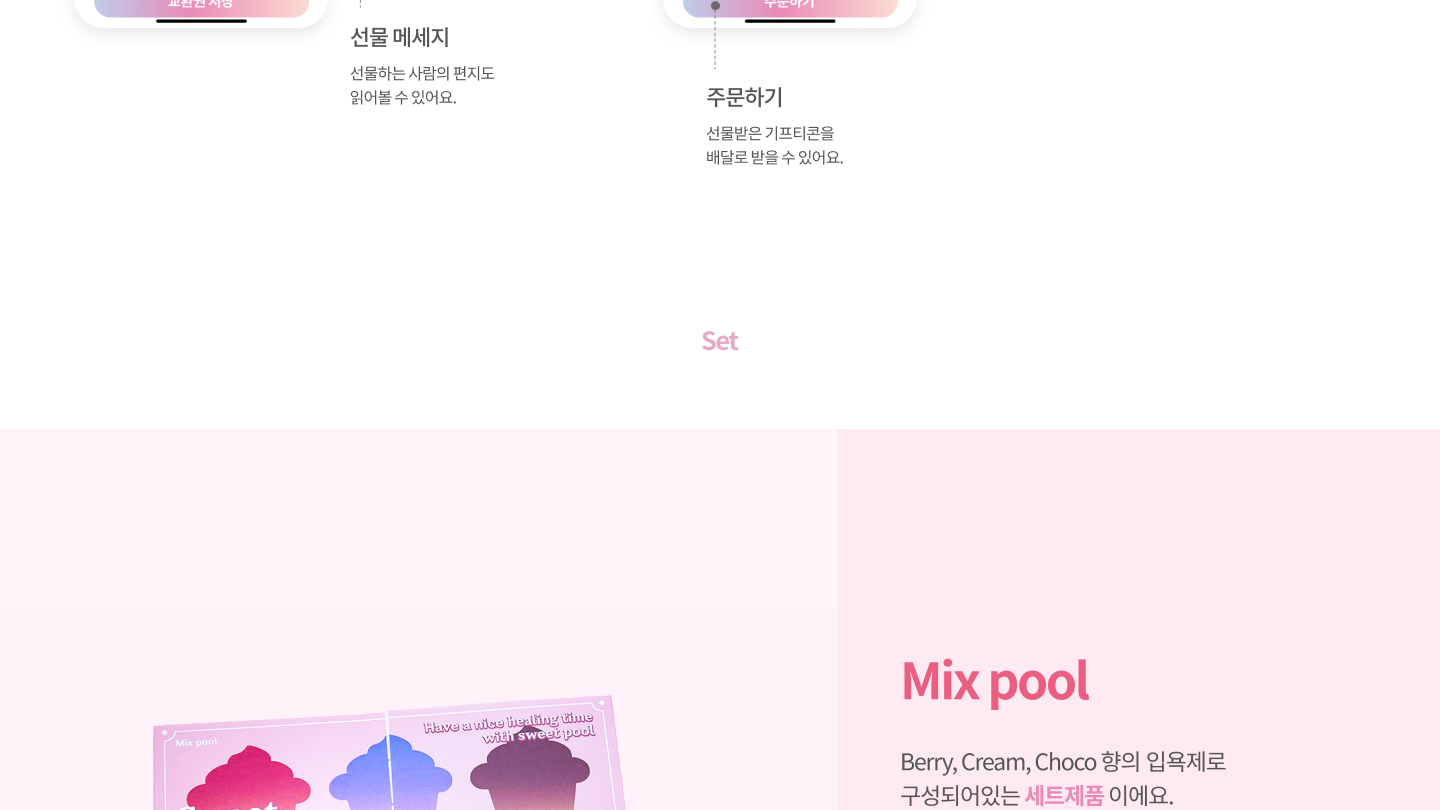 교환권 저장
선물 메세지
선물하는 사람의 편지도
읽어볼 수 있어요.
주문하기
주문하기
선물받은 기프티콘을
배달로 받을 수 있어요.
Set
Mix pool
Have a nice healing time
with sweet pool
Sweet
Mix pool
Berry, Cream, Choco 향의 입욕제로
구성되어있는 세트제품 이에요.